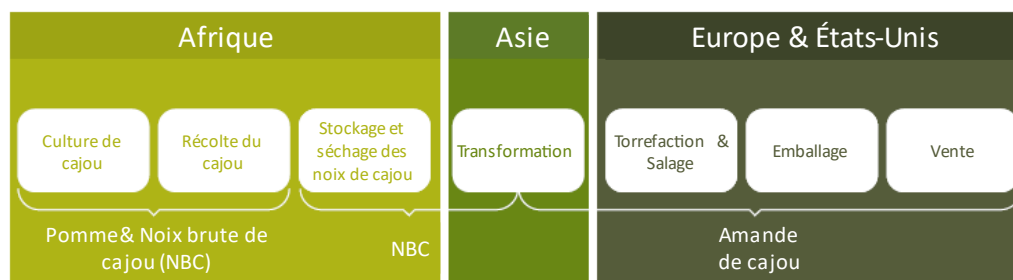 Afrique
Asie
Europe & États-Unis
Culture de
cajou
Récolte du
cajou
Stockage et
séchage des
noix de cajou
Transformation
Torrefaction &
Salage
Emballage
Vente
Pomme& Noix brute de
cajou (NBC)
NBC
Amande
de cajou